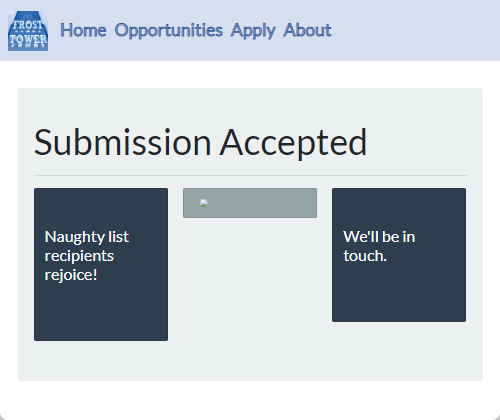 FROST
TOWER
Home Opportunities Apply About
Submission Accepted
Naughty list
recipients
rejoice!
We'll be in
touch.